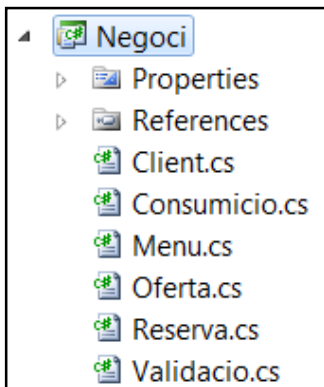 Negoci
Properties
References
Client.cs
Consumicio.cs
Menu.cs
Oferta.cs
Reserva.cs
Validacio.cs